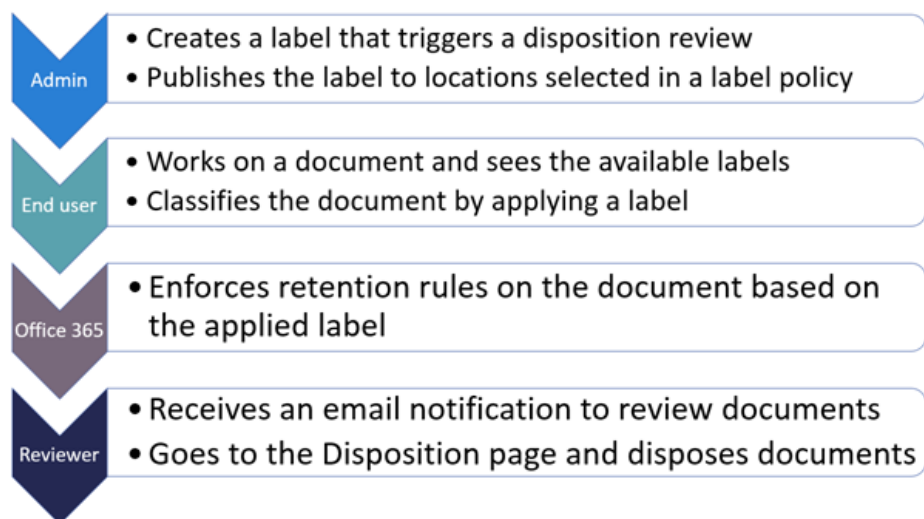 Admin
• Creates a label that triggers a disposition review
• Publishes the label to locations selected in a label policy
End user
• Works on a document and sees the available labels
• Classifies the document by applying a label
Office 365
• Enforces retention rules on the document based on
the applied label
Reviewer
• Receives an email notification to review documents
• Goes to the Disposition page and disposes documents